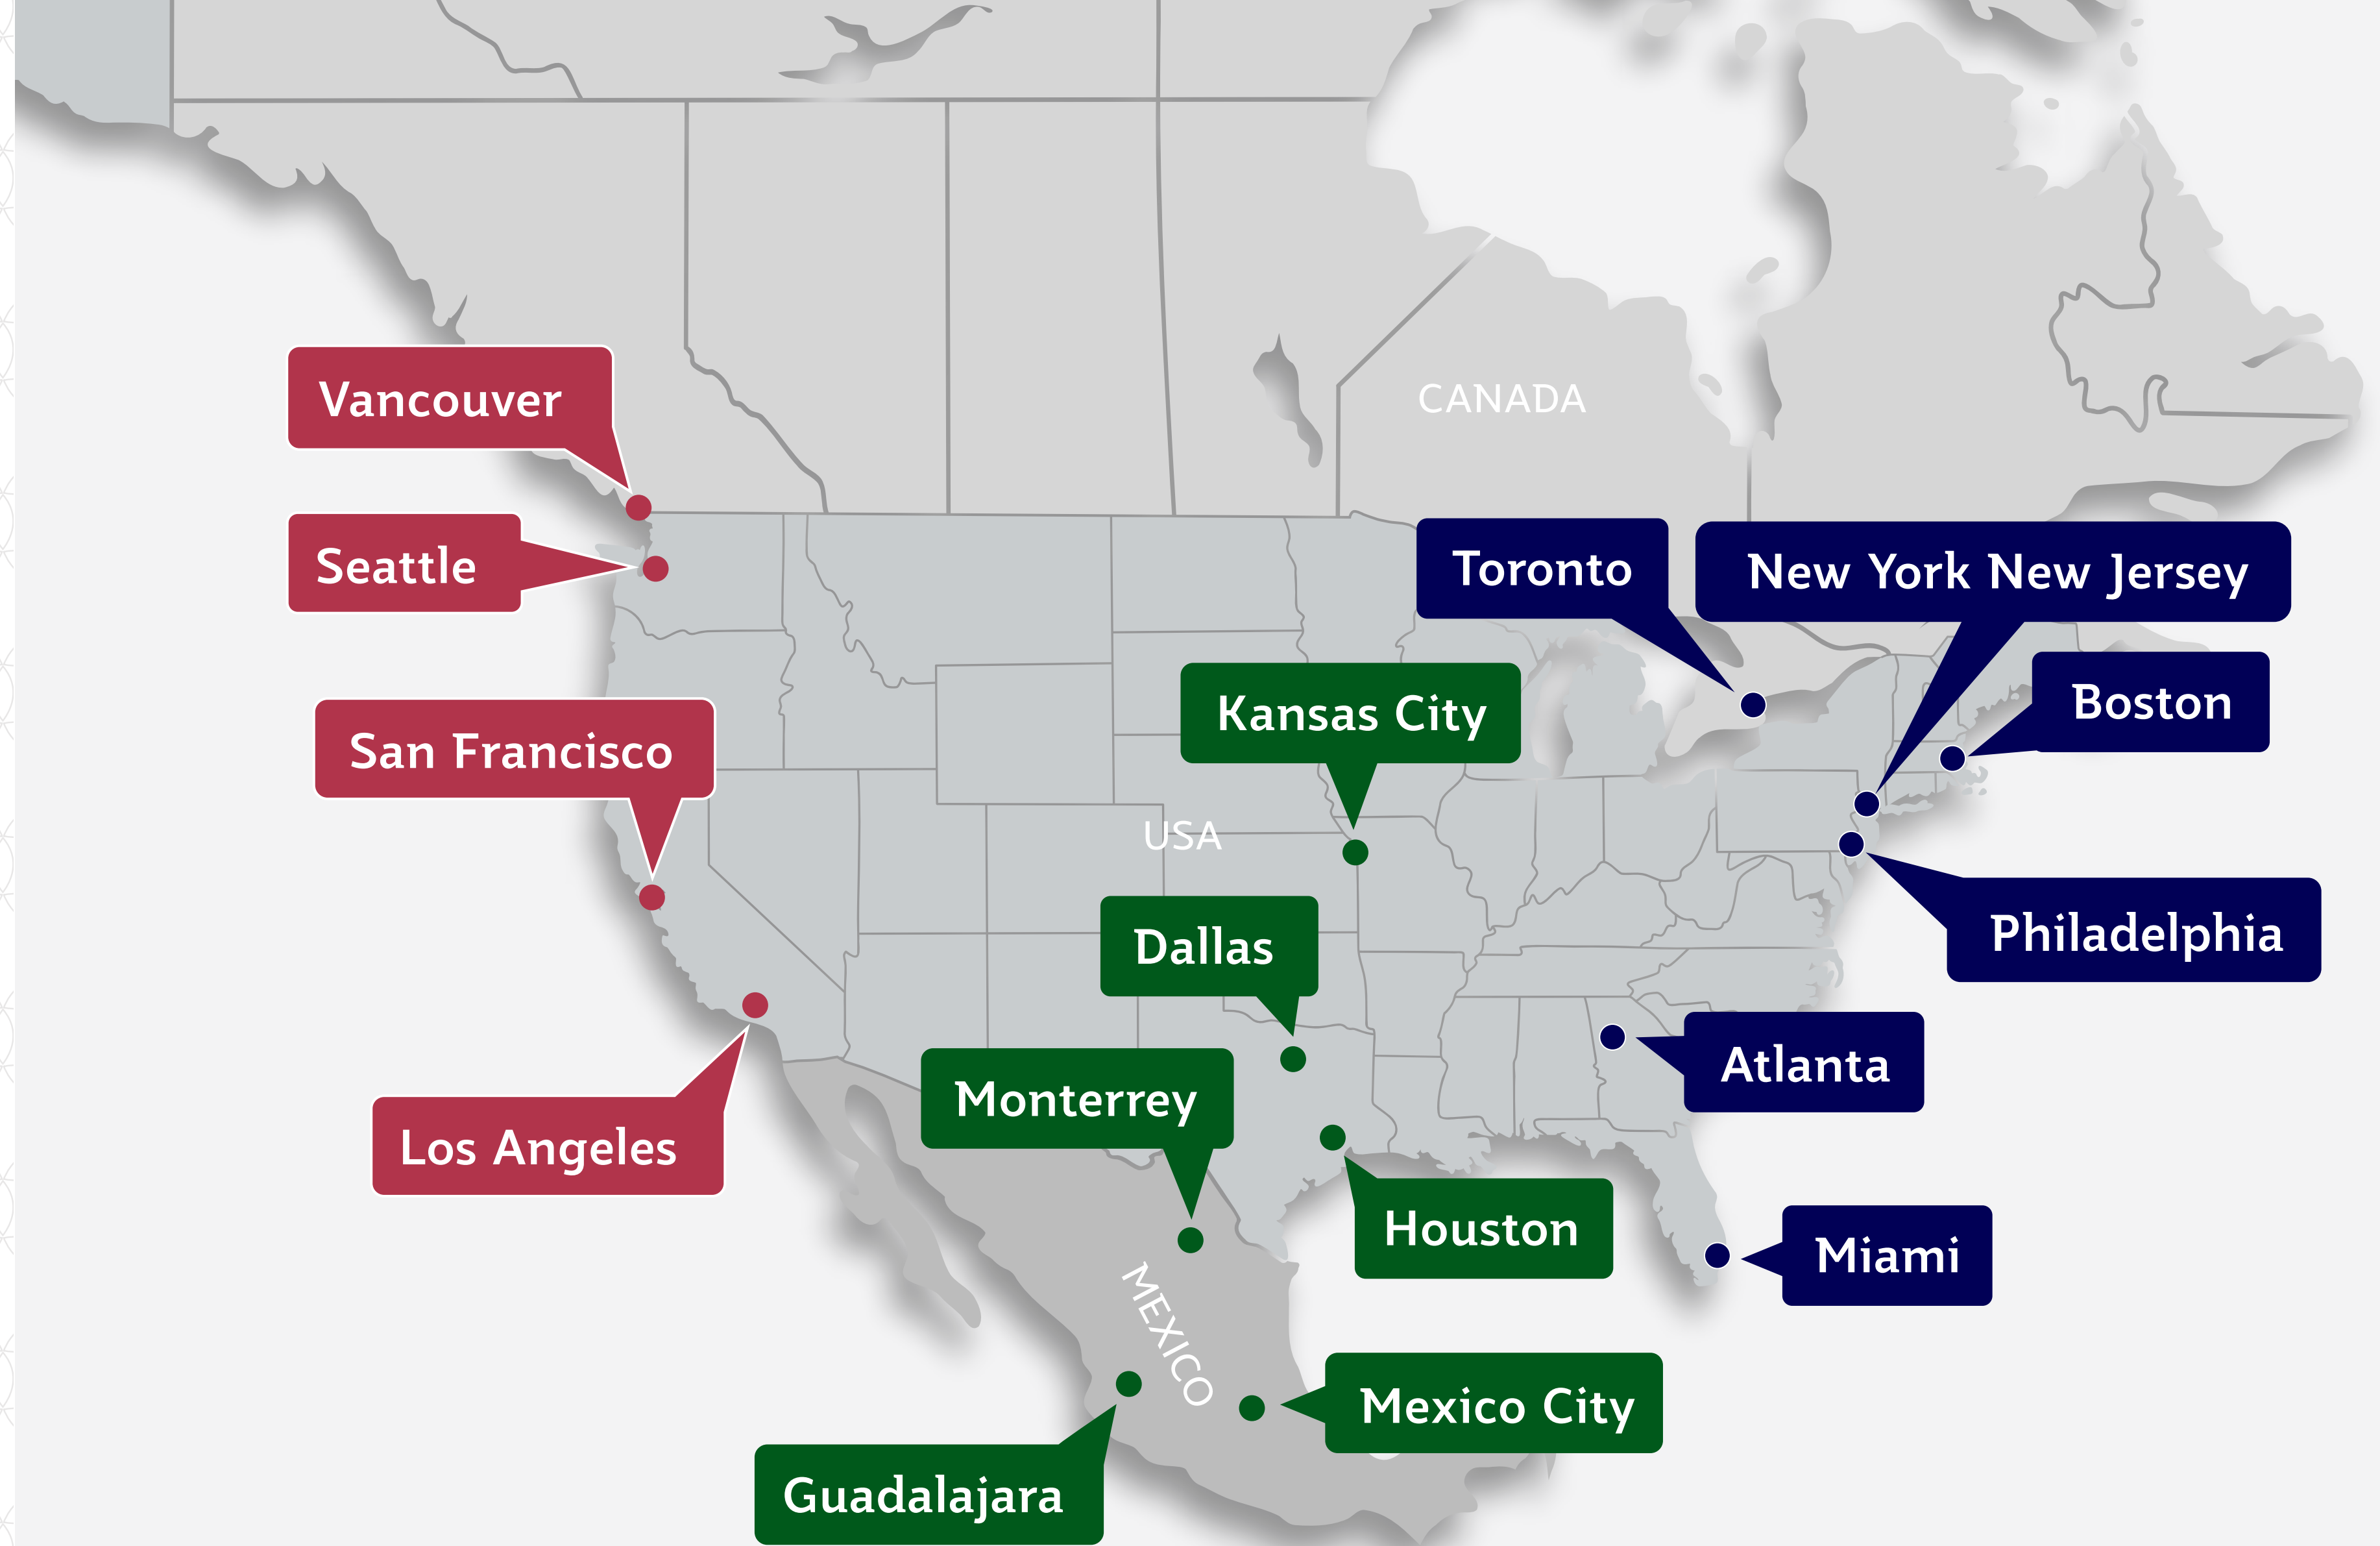 CANADA
Vancouver
Seattle
Toronto
New York New Jersey
Kansas City
Boston
San Francisco
USA
Dallas
Philadelphia
Monterrey
Atlanta
Los Angeles
Houston
Miami
MEXICO
Mexico City
Guadalajara